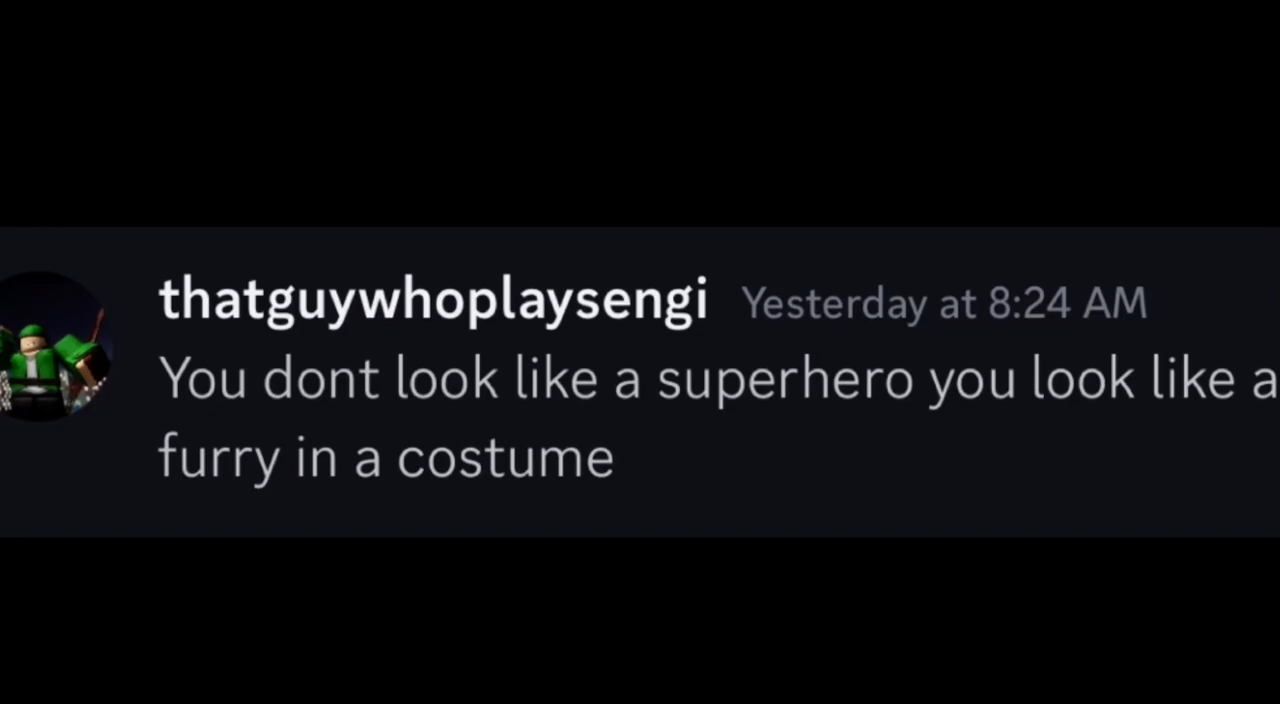 thatguywhoplaysengi Yesterday at 8:24 AM
You dont look like a superhero you look like a
furry in a costume